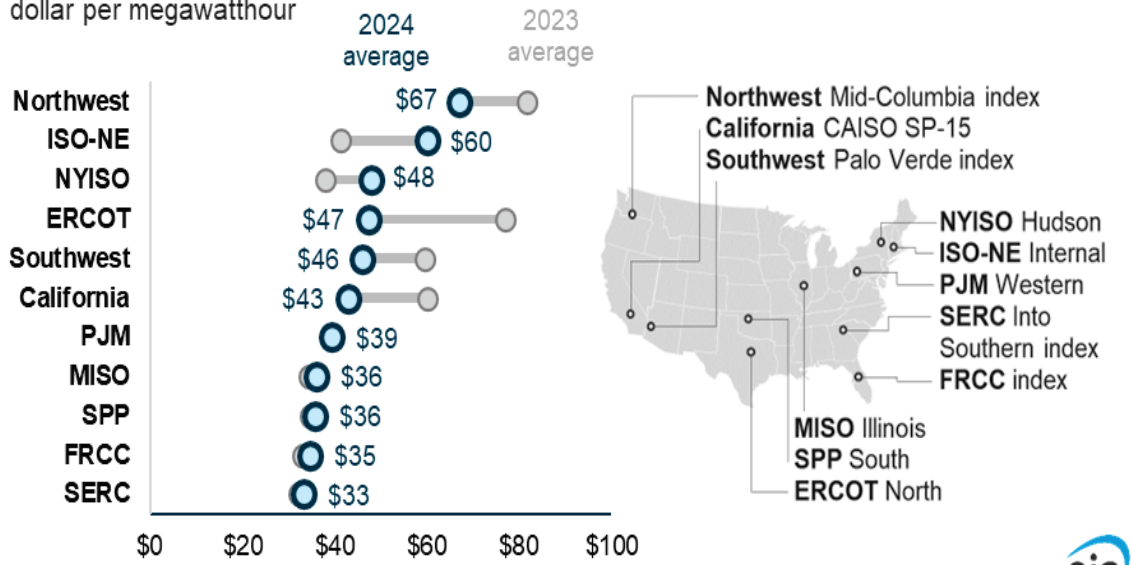 dollar per megawatthour
2024
average
2023
average
Northwest $67
ISO-NE $60
NYISO $48
ERCOT $47
Southwest $46
California $43
PJM $39
MISO $36
SPP $36
FRCC $35
SERC $33
$0 $20 $40 $60 $80 $100
Northwest Mid-Columbia index
California CAISO SP-15
Southwest Palo Verde index
NYISO Hudson
ISO-NE Internal
PJM Western
SERC Into
Southern index
FRCC index
MISO Illinois
SPP South
ERCOT North